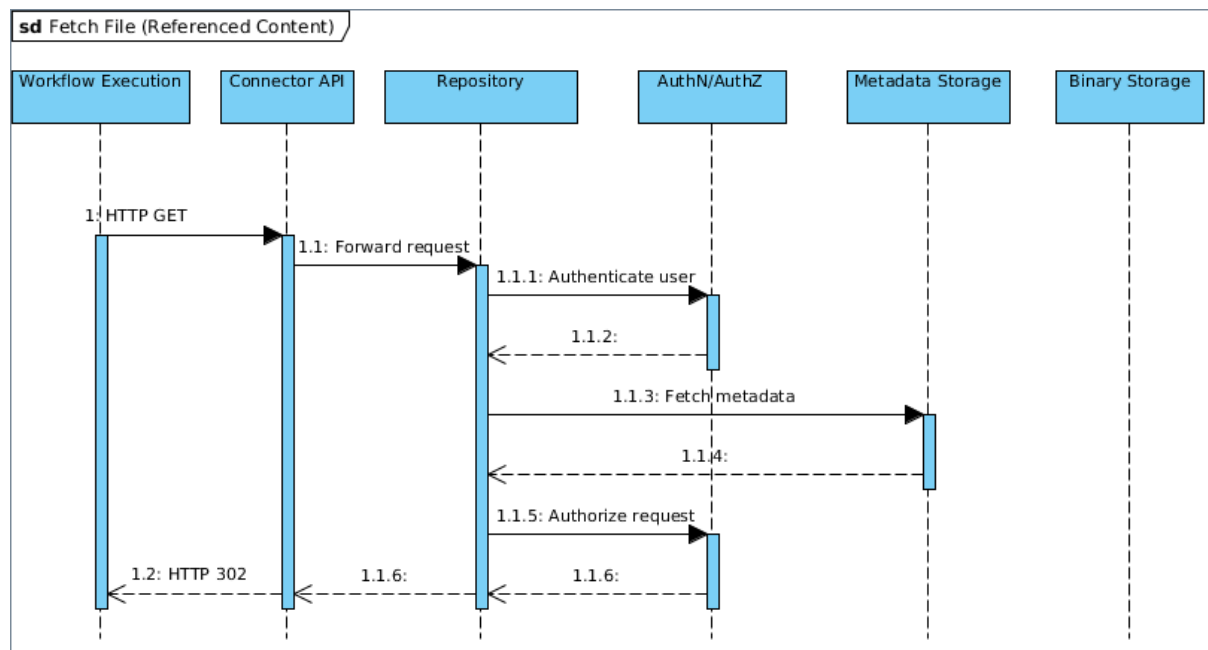 sd Fetch File (Referenced Content)
Workflow Execution
Connector API
Repository
AuthN/AuthZ
Metadata Storage
Binary Storage
1: HTTP GET
1.1: Forward request
1.1.1: Authenticate user
1.1.2:
1.1.3: Fetch metadata
1.1.4:
1.1.5: Authorize request
1.2: HTTP 302
1.1.6:
1.1.6: